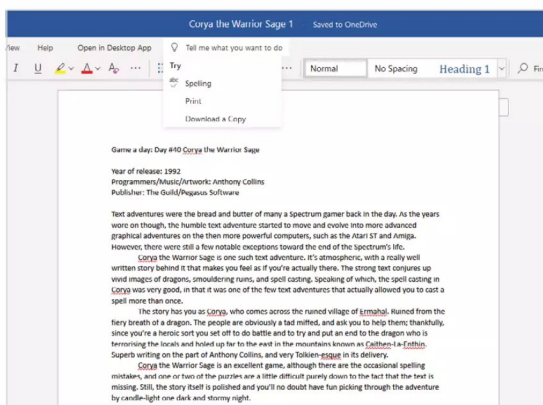 Corya the Warrior Sage 1 Saved to OneDrive
View Help Open in Desktop App Tell me what you want to do
I U A A ... Normal No Spacing Heading 1
Try
abc Spelling
Print
Download a Copy
Game a day: Day #40 Corya the Warrior Sage
Year of release: 1992
Programmers/Music/Artwork: Anthony Collins
Publisher: The Guild/Pegasus Software
Text adventures were the bread and butter of many a Spectrum gamer back in the day. As the years
wore on though, the humble text adventure started to move and evolve into more advanced
graphical adventures on the then more powerful computers, such as the Atari ST and Amiga.
However, there were still a few notable exceptions toward the end of the Spectrum's life.
Corya the Warrior Sage is one such text adventure. It's atmospheric, with a really well
written story behind it that makes you feel as if you're actually there. The strong text conjures up
vivid images of dragons, smouldering ruins, and spell casting. Speaking of which, the spell casting in
Corya was very good, in that it was one of the few text adventures that actually allowed you to cast a
spell more than once.
The story has you as Corya, who comes across the ruined village of Ermahal. Ruined from the
fiery breath of a dragon. The people are obviously a tad miffed, and ask you to help them; thankfully,
since you're a heroic sort you set off to do battle and to try and put an end to the dragon who is
terrorising the locals and holed up far to the east in the mountains known as Caithen-La-Enthin.
Superb writing on the part of Anthony Collins, and very Tolkien-esque in its delivery.
Corya the Warrior Sage is an excellent game, although there are the occasional spelling
mistakes, and one or two of the puzzles are a little difficult purely down to the fact that the text is
missing. Still, the story itself is polished and you'll no doubt have fun picking through the adventure
by candle-light one dark and stormy night.